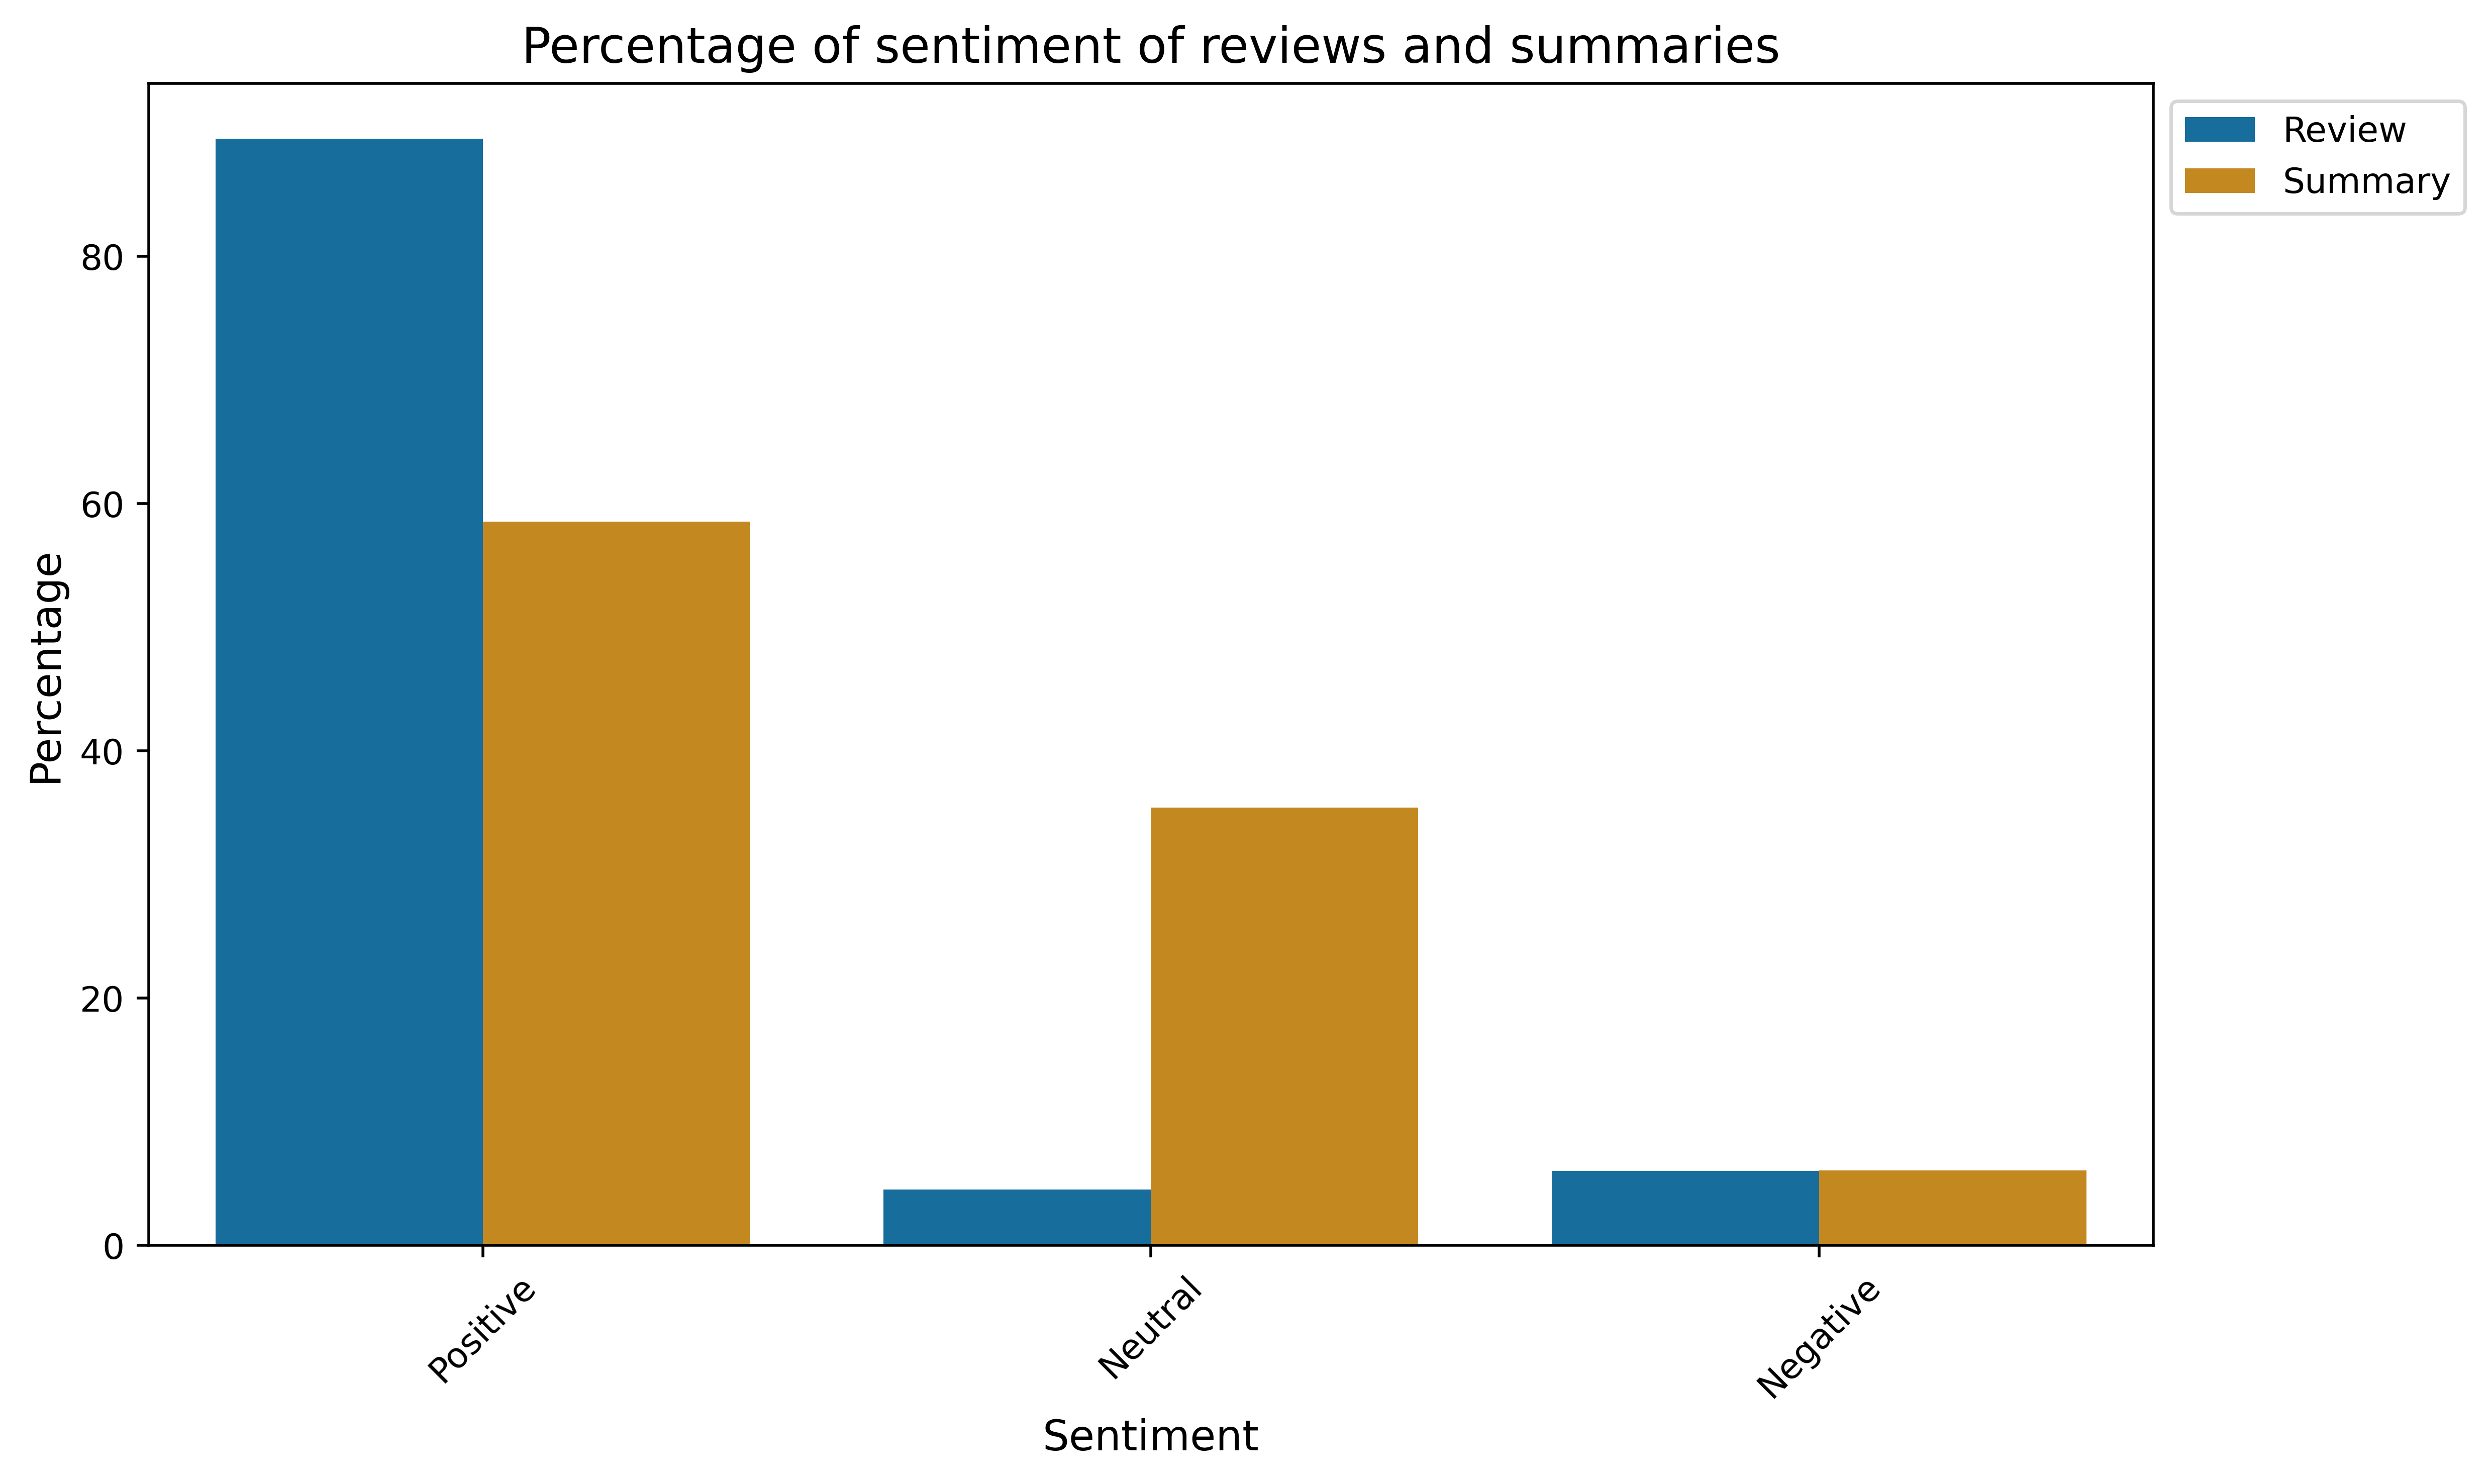 Percentage of sentiment of reviews and summaries
Review
Summary
Percentage
80
60
40
20
0
Positive
Neutral
Negative
Sentiment